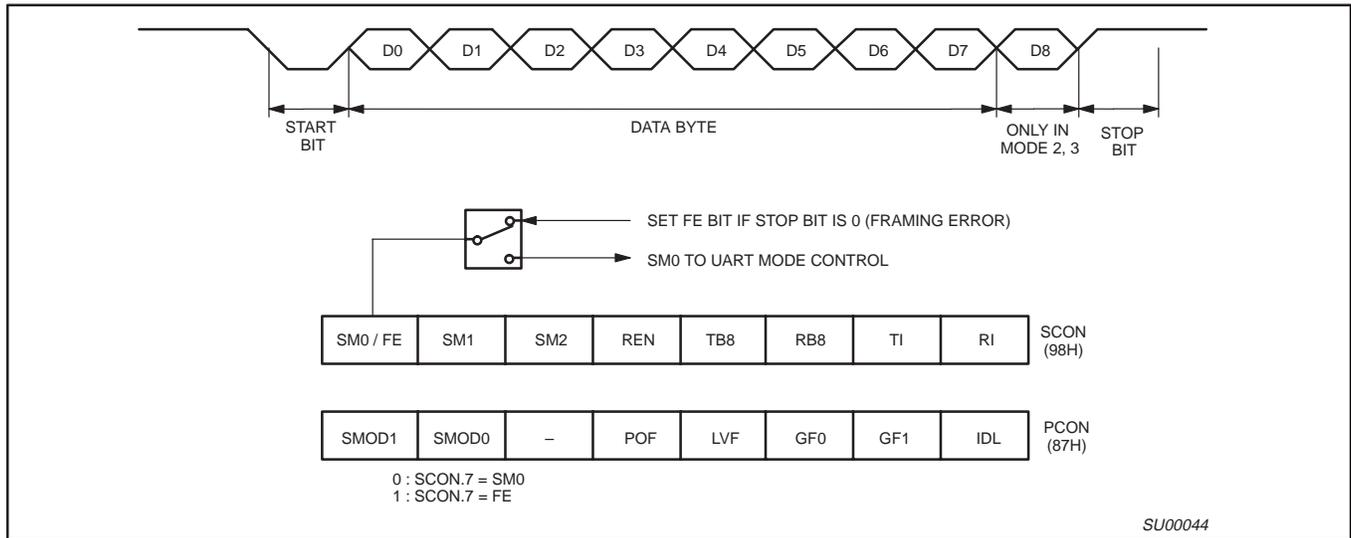 D0 D1 D2 D3 D4 D5 D6 D7 D8
START
BIT
DATA BYTE
ONLY IN
MODE 2, 3
STOP
BIT
SET FE BIT IF STOP BIT IS 0 (FRAMING ERROR)
SM0 TO UART MODE CONTROL
SM0 / FE SM1 SM2 REN TB8 RB8 TI RI
SCON
(98H)
SMOD1 SMOD0 – POF LVF GF0 GF1 IDL
PCON
(87H)
0 : SCON.7 = SM0
1 : SCON.7 = FE
SU00044